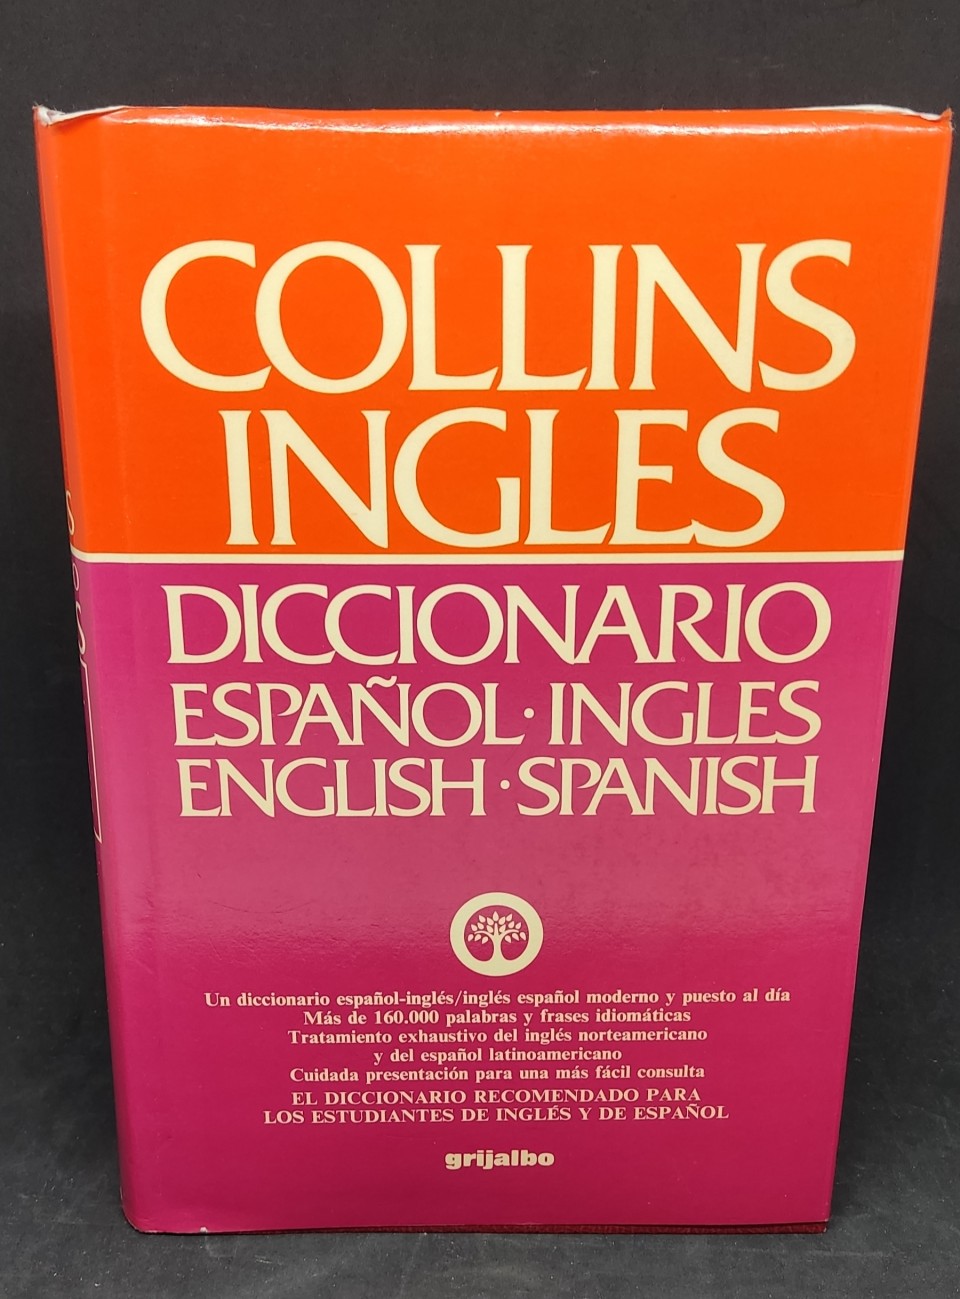 COLLINS
INGLES
DICCIONARIO
ESPAÑOL·INGLES
ENGLISH·SPANISH
Un diccionario español-inglés/inglés español moderno y puesto al día
Más de 160.000 palabras y frases idiomáticas
Tratamiento exhaustivo del inglés norteamericano
y del español latinoamericano
Cuidada presentación para una más fácil consulta
EL DICCIONARIO RECOMENDADO PARA
LOS ESTUDIANTES DE INGLÉS Y DE ESPAÑOL
grijalbo